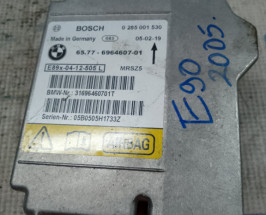 BOSCH 0 285 001 530
Made in Germany 05-02-19
65.77 - 6964607-01
E89x-04-12-505 L MRSZ5
BMW-Nr.: 31696460701T
Serien-Nr.: 05B0505H1733Z
AIRBAG
E90
2005.